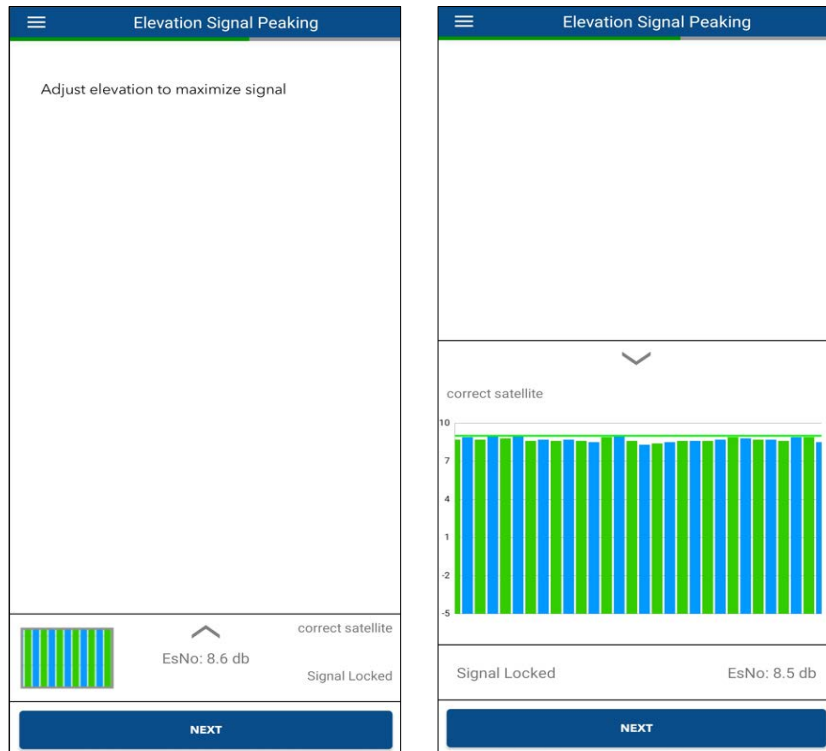 Elevation Signal Peaking
Adjust elevation to maximize signal
correct satellite
EsNo: 8.6 db
Signal Locked
NEXT
Elevation Signal Peaking
correct satellite
10
7
4
1
-2
-5
Signal Locked EsNo: 8.5 db
NEXT